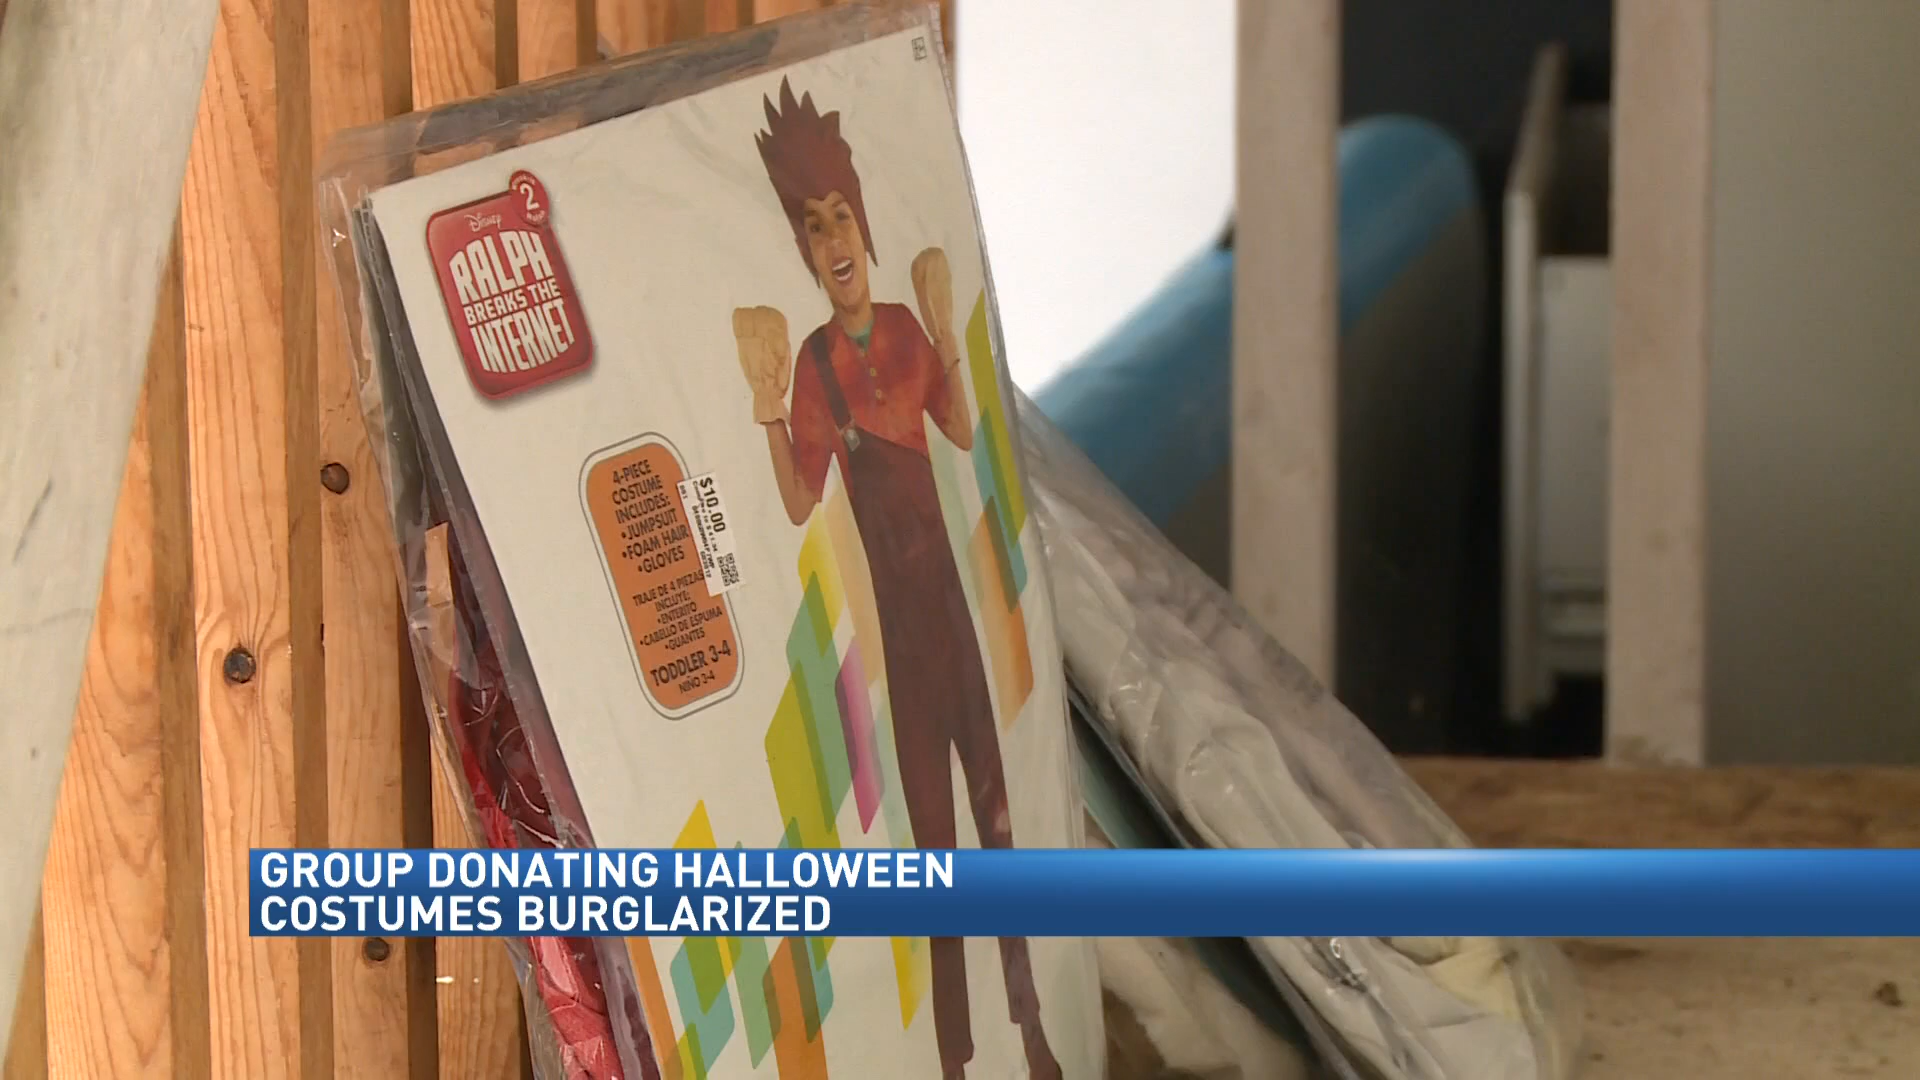 Disney
2
RALPH
BREAKS THE
INTERNET
4-PIECE
COSTUME
INCLUDES:
•JUMPSUIT
•FOAM HAIR
•GLOVES
TRAJE DE 4 PIEZAS
INCLUYE:
•ENTERITO
•CABELLO DE ESPUMA
•GUANTES
TODDLER 3-4
NIÑO 3-4
$10.00
GROUP DONATING HALLOWEEN
COSTUMES BURGLARIZED